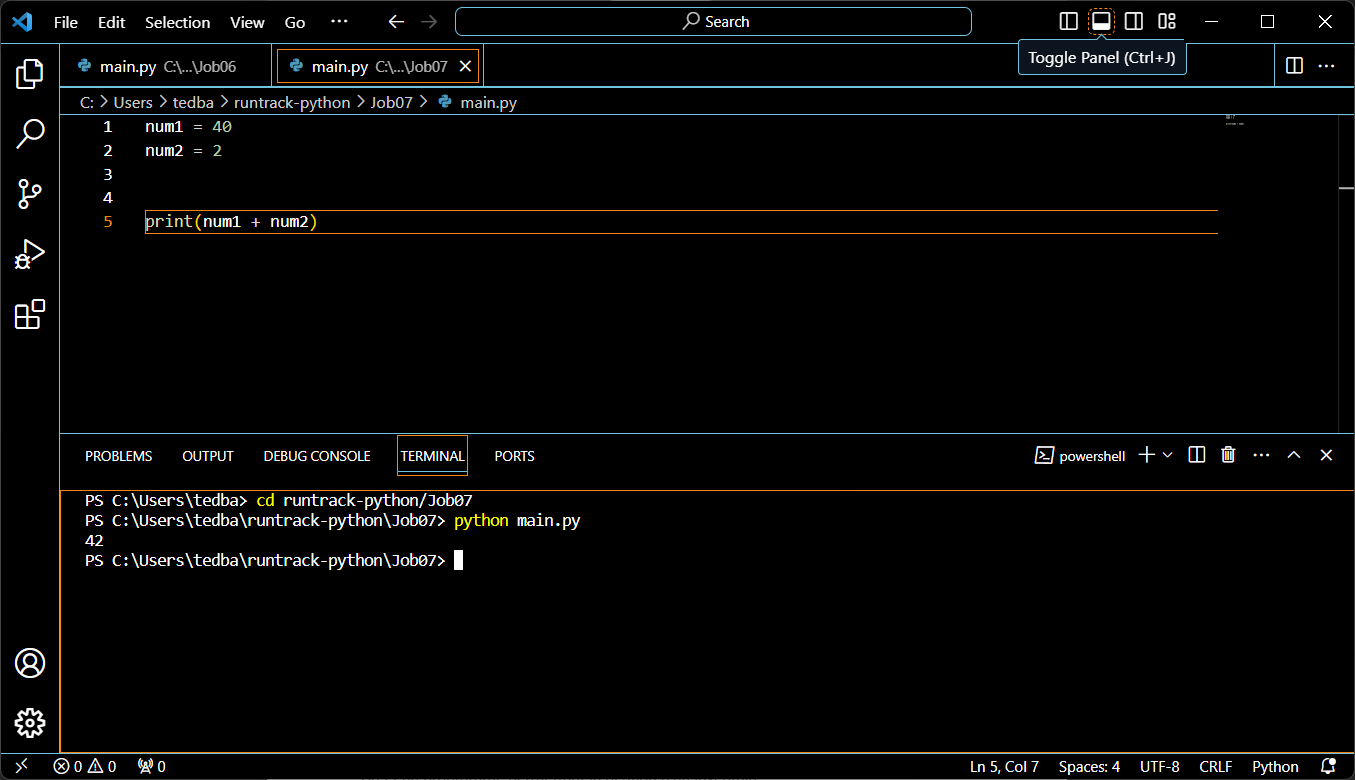 File Edit Selection View Go ··· Search
Toggle Panel (Ctrl+J)
main.py C:\...\Job06 main.py C:\...\Job07
C: > Users > tedba > runtrack-python > Job07 > main.py
1 num1 = 40
2 num2 = 2
3
4
5 print(num1 + num2)
PROBLEMS OUTPUT DEBUG CONSOLE TERMINAL PORTS powershell
PS C:\Users\tedba> cd runtrack-python/Job07
PS C:\Users\tedba\runtrack-python\Job07> python main.py
42
PS C:\Users\tedba\runtrack-python\Job07>
0 0 0 Ln 5, Col 7 Spaces: 4 UTF-8 CRLF Python